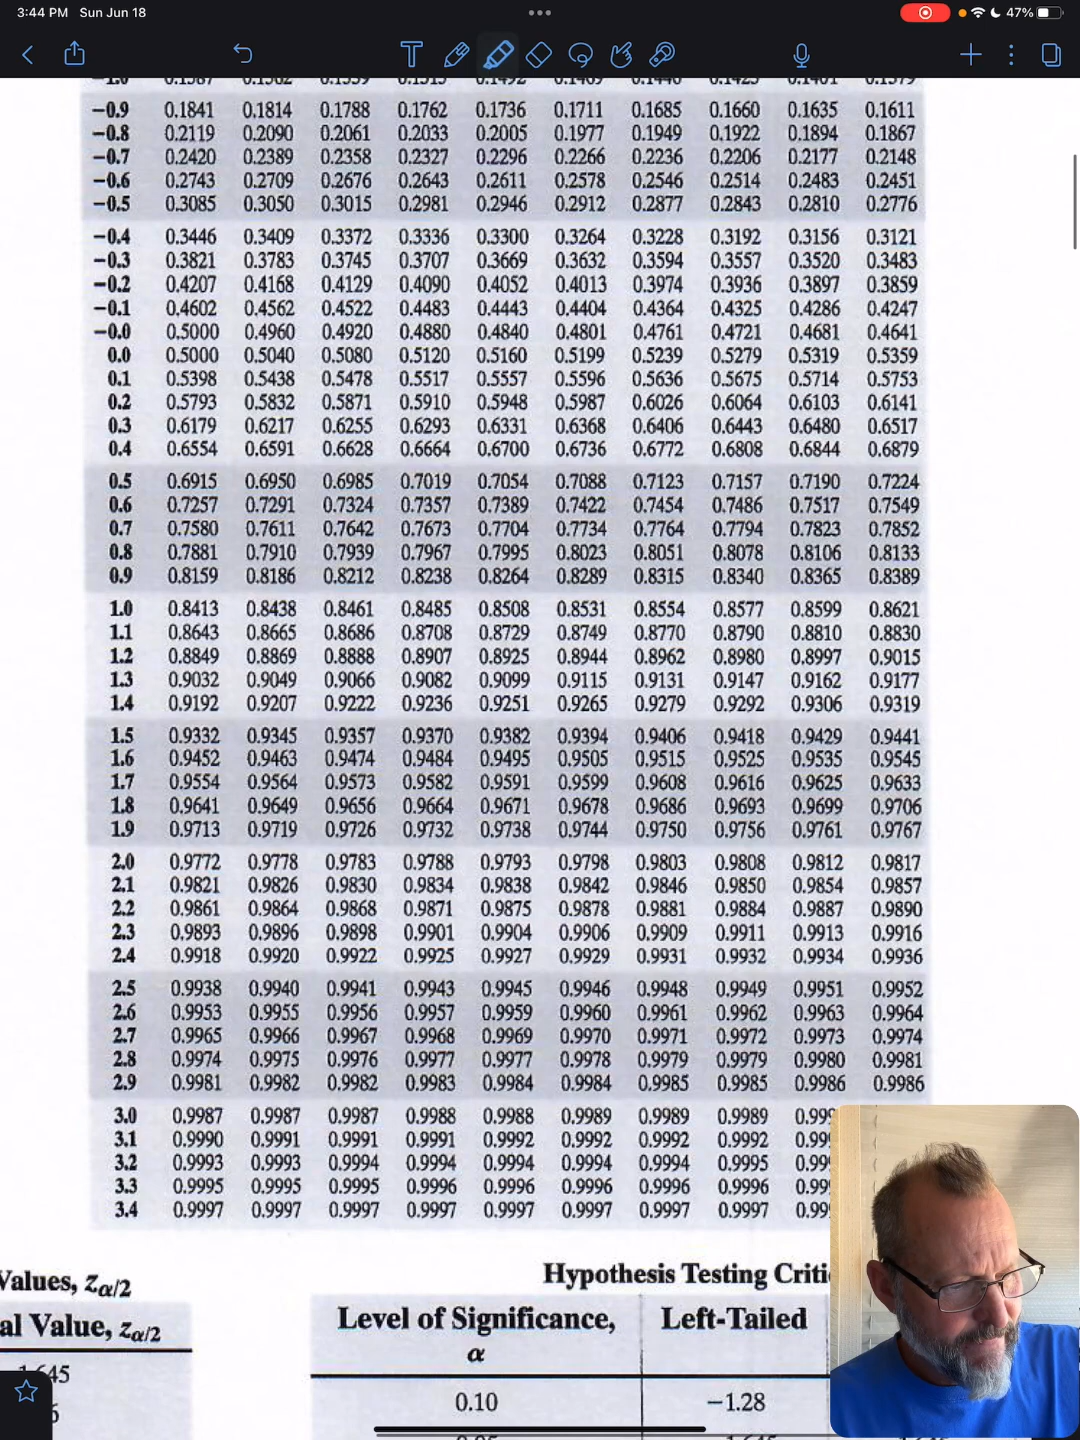 3:44 PM Sun Jun 18
47%
T
−1.0 0.1587 0.1562 0.1539 0.1515 0.1492 0.1469 0.1446 0.1423 0.1401 0.1379
−0.9 0.1841 0.1814 0.1788 0.1762 0.1736 0.1711 0.1685 0.1660 0.1635 0.1611
−0.8 0.2119 0.2090 0.2061 0.2033 0.2005 0.1977 0.1949 0.1922 0.1894 0.1867
−0.7 0.2420 0.2389 0.2358 0.2327 0.2296 0.2266 0.2236 0.2206 0.2177 0.2148
−0.6 0.2743 0.2709 0.2676 0.2643 0.2611 0.2578 0.2546 0.2514 0.2483 0.2451
−0.5 0.3085 0.3050 0.3015 0.2981 0.2946 0.2912 0.2877 0.2843 0.2810 0.2776
−0.4 0.3446 0.3409 0.3372 0.3336 0.3300 0.3264 0.3228 0.3192 0.3156 0.3121
−0.3 0.3821 0.3783 0.3745 0.3707 0.3669 0.3632 0.3594 0.3557 0.3520 0.3483
−0.2 0.4207 0.4168 0.4129 0.4090 0.4052 0.4013 0.3974 0.3936 0.3897 0.3859
−0.1 0.4602 0.4562 0.4522 0.4483 0.4443 0.4404 0.4364 0.4325 0.4286 0.4247
−0.0 0.5000 0.4960 0.4920 0.4880 0.4840 0.4801 0.4761 0.4721 0.4681 0.4641
0.0 0.5000 0.5040 0.5080 0.5120 0.5160 0.5199 0.5239 0.5279 0.5319 0.5359
0.1 0.5398 0.5438 0.5478 0.5517 0.5557 0.5596 0.5636 0.5675 0.5714 0.5753
0.2 0.5793 0.5832 0.5871 0.5910 0.5948 0.5987 0.6026 0.6064 0.6103 0.6141
0.3 0.6179 0.6217 0.6255 0.6293 0.6331 0.6368 0.6406 0.6443 0.6480 0.6517
0.4 0.6554 0.6591 0.6628 0.6664 0.6700 0.6736 0.6772 0.6808 0.6844 0.6879
0.5 0.6915 0.6950 0.6985 0.7019 0.7054 0.7088 0.7123 0.7157 0.7190 0.7224
0.6 0.7257 0.7291 0.7324 0.7357 0.7389 0.7422 0.7454 0.7486 0.7517 0.7549
0.7 0.7580 0.7611 0.7642 0.7673 0.7704 0.7734 0.7764 0.7794 0.7823 0.7852
0.8 0.7881 0.7910 0.7939 0.7967 0.7995 0.8023 0.8051 0.8078 0.8106 0.8133
0.9 0.8159 0.8186 0.8212 0.8238 0.8264 0.8289 0.8315 0.8340 0.8365 0.8389
1.0 0.8413 0.8438 0.8461 0.8485 0.8508 0.8531 0.8554 0.8577 0.8599 0.8621
1.1 0.8643 0.8665 0.8686 0.8708 0.8729 0.8749 0.8770 0.8790 0.8810 0.8830
1.2 0.8849 0.8869 0.8888 0.8907 0.8925 0.8944 0.8962 0.8980 0.8997 0.9015
1.3 0.9032 0.9049 0.9066 0.9082 0.9099 0.9115 0.9131 0.9147 0.9162 0.9177
1.4 0.9192 0.9207 0.9222 0.9236 0.9251 0.9265 0.9279 0.9292 0.9306 0.9319
1.5 0.9332 0.9345 0.9357 0.9370 0.9382 0.9394 0.9406 0.9418 0.9429 0.9441
1.6 0.9452 0.9463 0.9474 0.9484 0.9495 0.9505 0.9515 0.9525 0.9535 0.9545
1.7 0.9554 0.9564 0.9573 0.9582 0.9591 0.9599 0.9608 0.9616 0.9625 0.9633
1.8 0.9641 0.9649 0.9656 0.9664 0.9671 0.9678 0.9686 0.9693 0.9699 0.9706
1.9 0.9713 0.9719 0.9726 0.9732 0.9738 0.9744 0.9750 0.9756 0.9761 0.9767
2.0 0.9772 0.9778 0.9783 0.9788 0.9793 0.9798 0.9803 0.9808 0.9812 0.9817
2.1 0.9821 0.9826 0.9830 0.9834 0.9838 0.9842 0.9846 0.9850 0.9854 0.9857
2.2 0.9861 0.9864 0.9868 0.9871 0.9875 0.9878 0.9881 0.9884 0.9887 0.9890
2.3 0.9893 0.9896 0.9898 0.9901 0.9904 0.9906 0.9909 0.9911 0.9913 0.9916
2.4 0.9918 0.9920 0.9922 0.9925 0.9927 0.9929 0.9931 0.9932 0.9934 0.9936
2.5 0.9938 0.9940 0.9941 0.9943 0.9945 0.9946 0.9948 0.9949 0.9951 0.9952
2.6 0.9953 0.9955 0.9956 0.9957 0.9959 0.9960 0.9961 0.9962 0.9963 0.9964
2.7 0.9965 0.9966 0.9967 0.9968 0.9969 0.9970 0.9971 0.9972 0.9973 0.9974
2.8 0.9974 0.9975 0.9976 0.9977 0.9977 0.9978 0.9979 0.9979 0.9980 0.9981
2.9 0.9981 0.9982 0.9982 0.9983 0.9984 0.9984 0.9985 0.9985 0.9986 0.9986
3.0 0.9987 0.9987 0.9987 0.9988 0.9988 0.9989 0.9989 0.9989 0.999
3.1 0.9990 0.9991 0.9991 0.9991 0.9992 0.9992 0.9992 0.9992 0.99
3.2 0.9993 0.9993 0.9994 0.9994 0.9994 0.9994 0.9994 0.9995 0.99
3.3 0.9995 0.9995 0.9995 0.9996 0.9996 0.9996 0.9996 0.9996 0.99
3.4 0.9997 0.9997 0.9997 0.9997 0.9997 0.9997 0.9997 0.9997 0.99
Values, zα/2
al Value, zα/2
Hypothesis Testing Criti
Level of Significance, Left-Tailed
α
0.10 −1.28